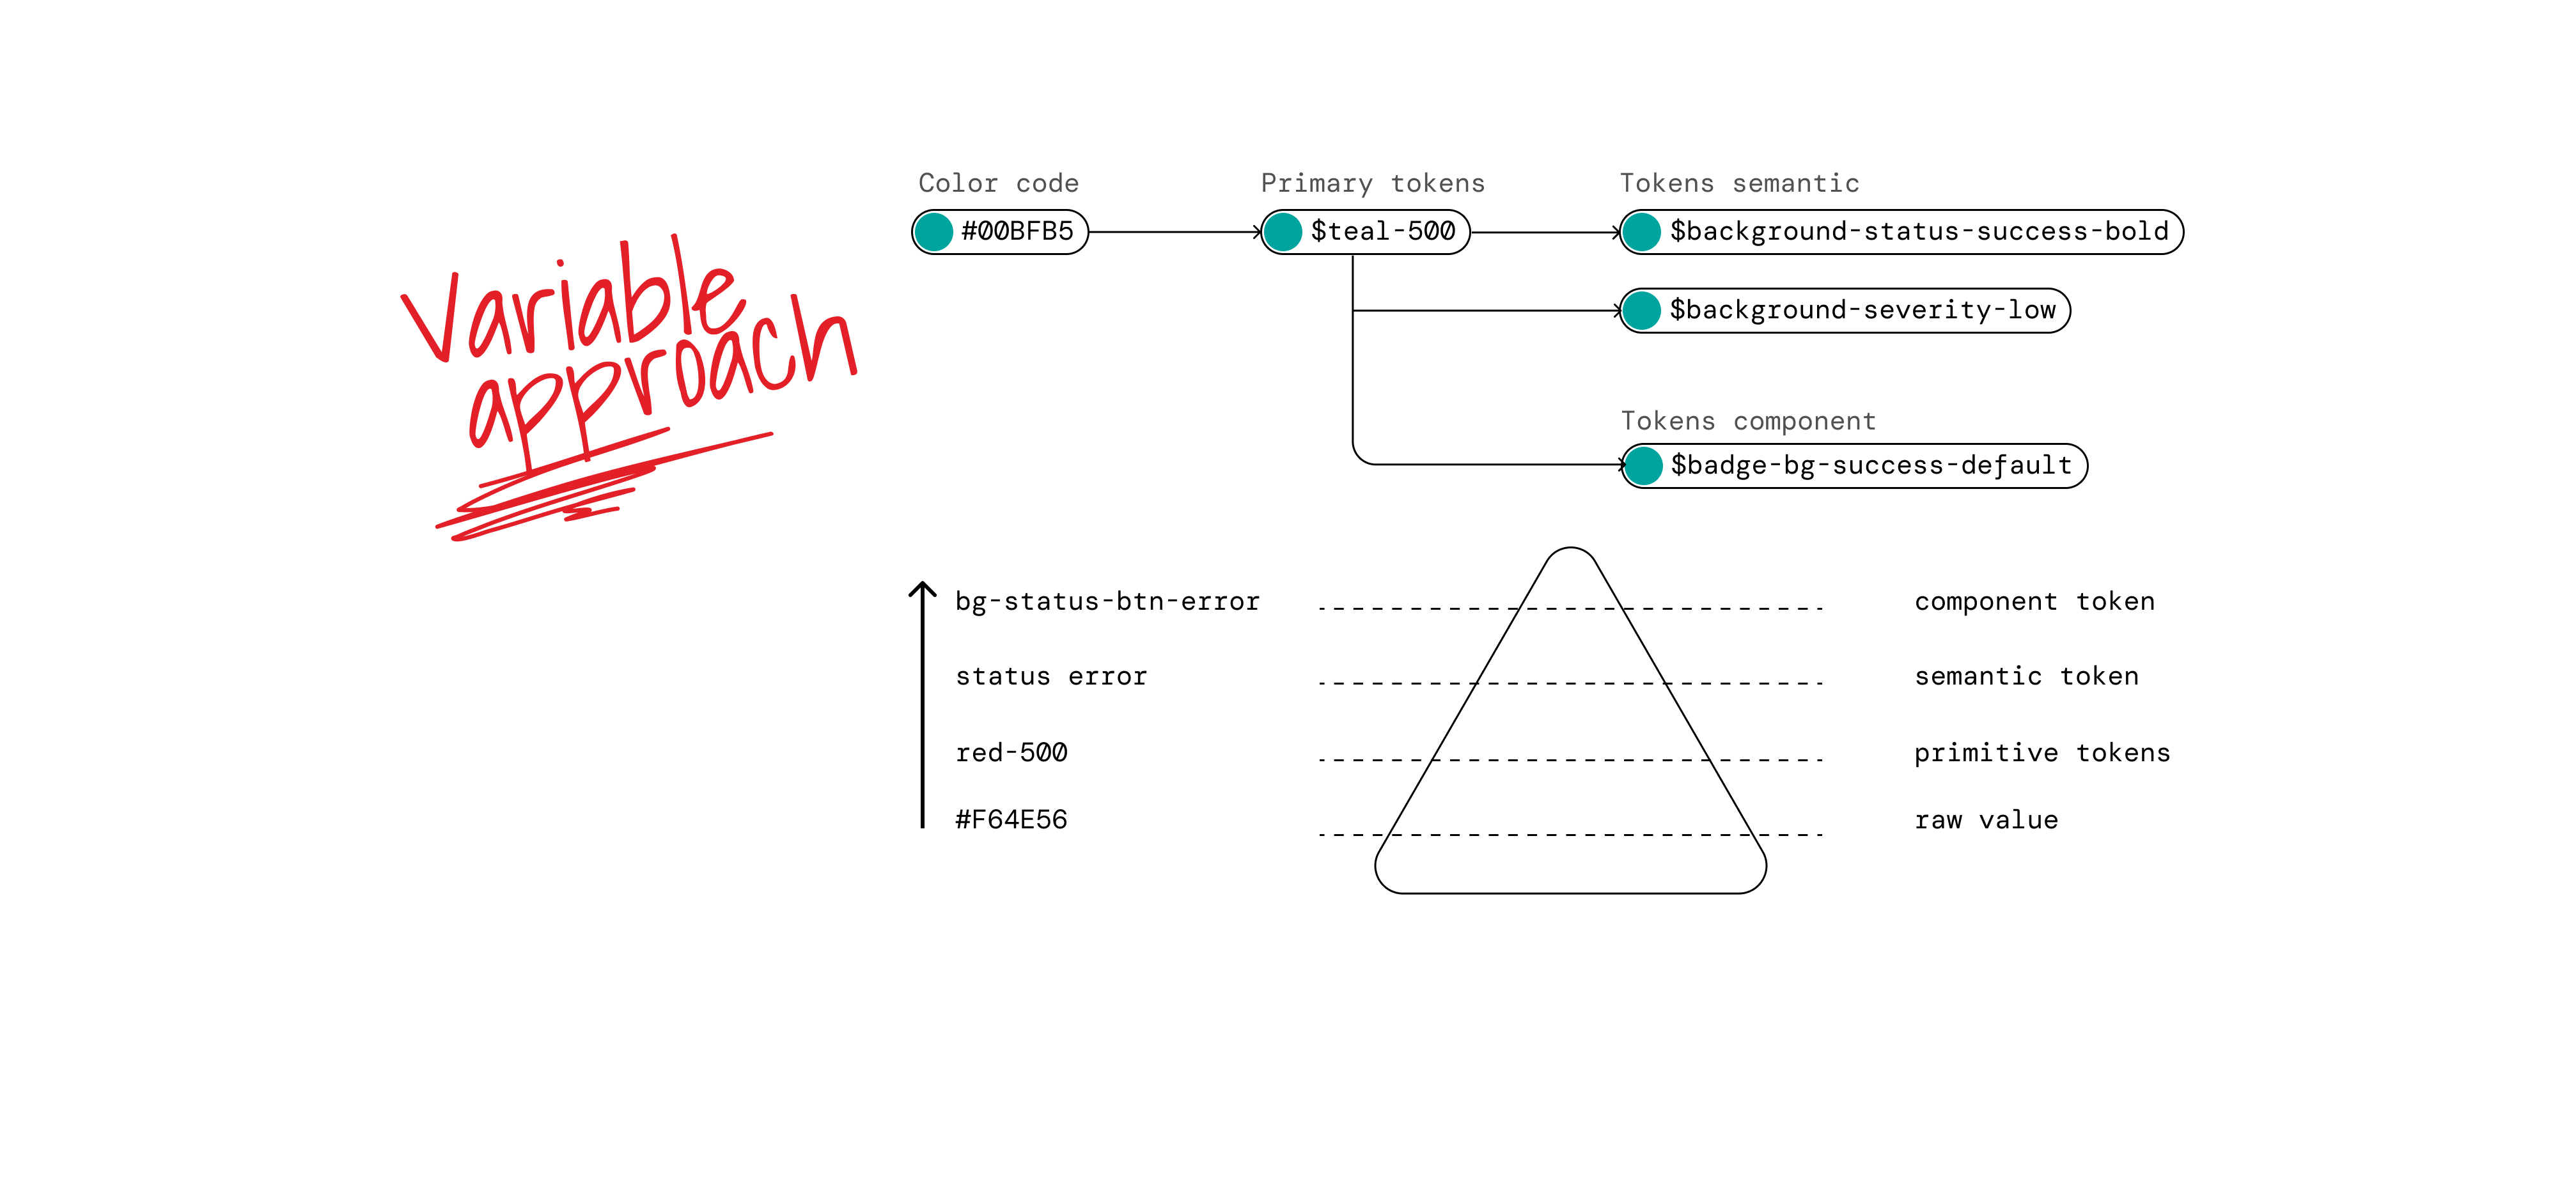 Variable
approach
Color code
Primary tokens
Tokens semantic
#00BFB5
$teal-500
$background-status-success-bold
$background-severity-low
Tokens component
$badge-bg-success-default
bg-status-btn-error
component token
status error
semantic token
red-500
primitive tokens
#F64E56
raw value